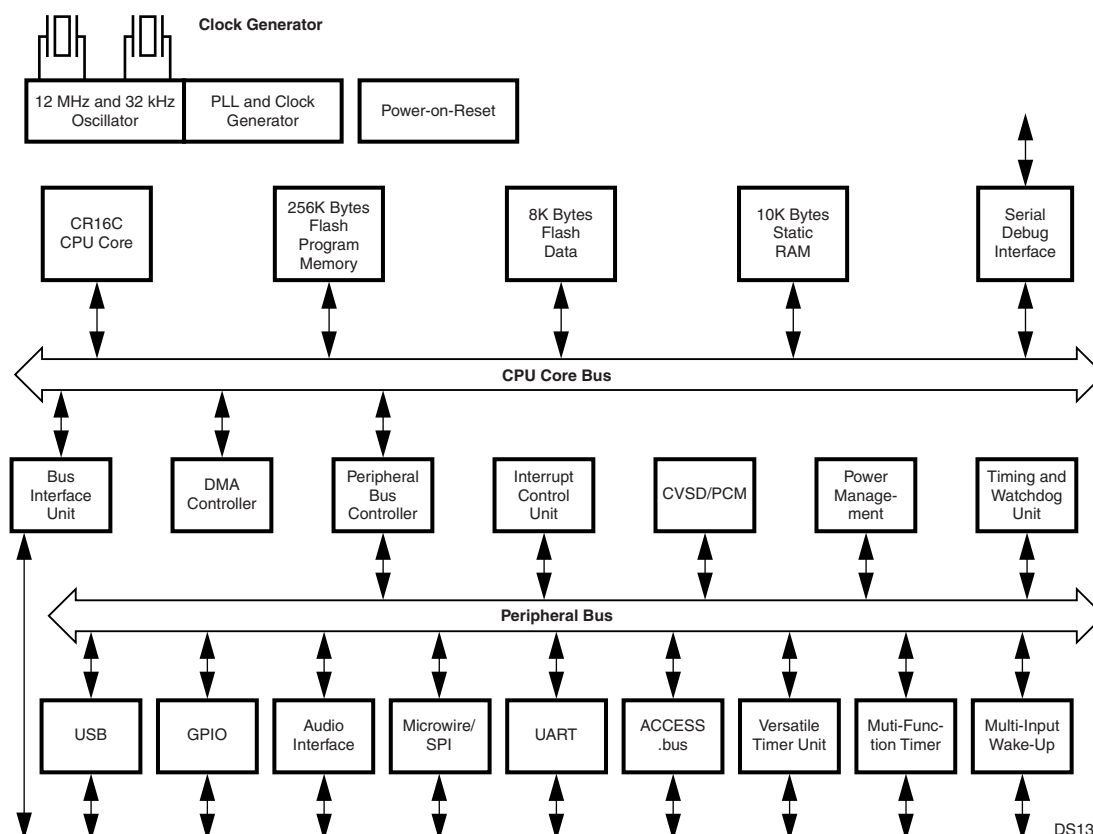 Clock Generator
12 MHz and 32 kHz
Oscillator
PLL and Clock
Generator
Power-on-Reset
CR16C
CPU Core
256K Bytes
Flash
Program
Memory
8K Bytes
Flash
Data
10K Bytes
Static
RAM
Serial
Debug
Interface
CPU Core Bus
Bus
Interface
Unit
DMA
Controller
Peripheral
Bus
Controller
Interrupt
Control
Unit
CVSD/PCM
Power
Manage-
ment
Timing and
Watchdog
Unit
Peripheral Bus
USB
GPIO
Audio
Interface
Microwire/
SPI
UART
ACCESS
.bus
Versatile
Timer Unit
Muti-Func-
tion Timer
Multi-Input
Wake-Up
DS13